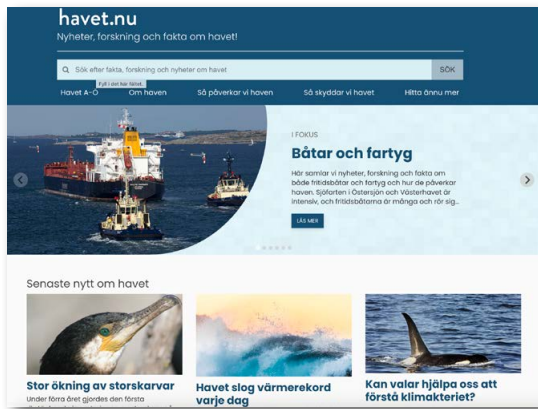 havet.nu
Nyheter, forskning och fakta om havet!
Sök efter fakta, forskning och nyheter om havet
SÖK
Fyll i det här fältet.
Havet A-Ö Om haven Så påverkar vi haven Så skyddar vi havet Hitta ännu mer
I FOKUS
Båtar och fartyg
Här samlar vi nyheter, forskning och fakta om
både fritidsbåtar och fartyg och hur de påverkar
haven. Sjöfarten i Östersjön och Västerhavet är
intensiv, och fritidsbåtarna är många och rör sig...
LÄS MER
Senaste nytt om havet
Stor ökning av storskarvar
Under förra året gjordes den första
Havet slog värmerekord
varje dag
Kan valar hjälpa oss att
förstå klimakteriet?